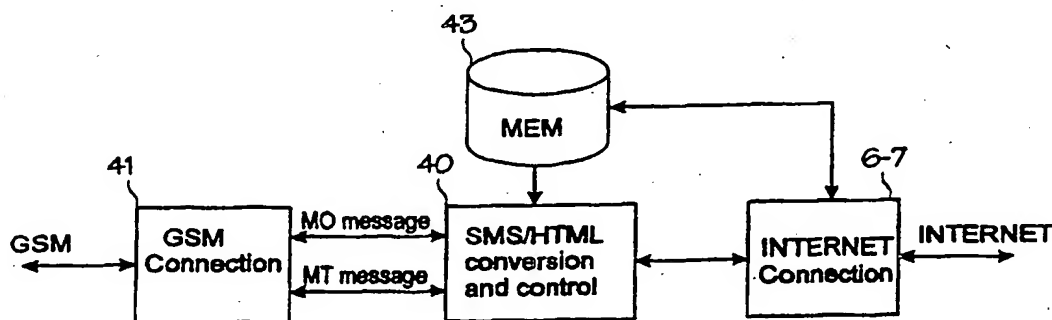 43
MEM
41
40
6-7
GSM
GSM
Connection
MO message
MT message
SMS/HTML
conversion
and control
INTERNET
Connection
INTERNET